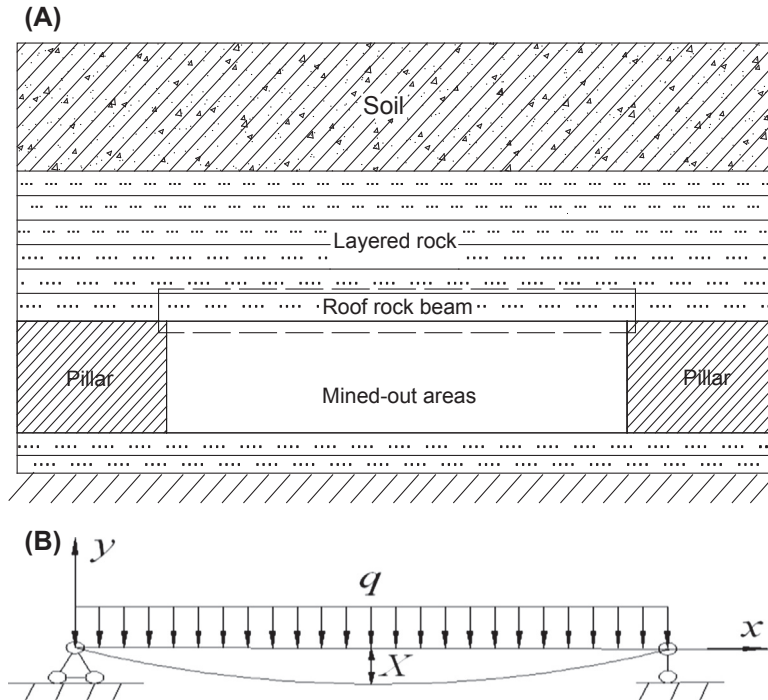 (A)
Soil
Layered rock
Roof rock beam
Pillar
Pillar
Mined-out areas
(B)
y
q
x
X